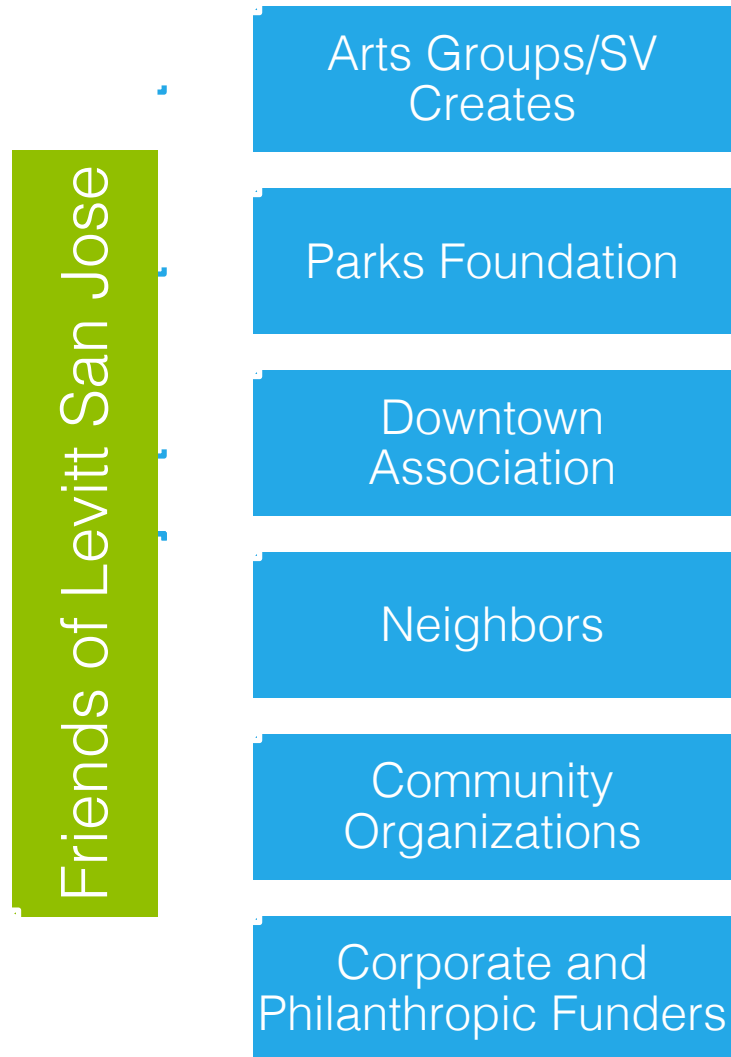 Friends of Levitt San Jose
Arts Groups/SV
Creates
Parks Foundation
Downtown
Association
Neighbors
Community
Organizations
Corporate and
Philanthropic Funders